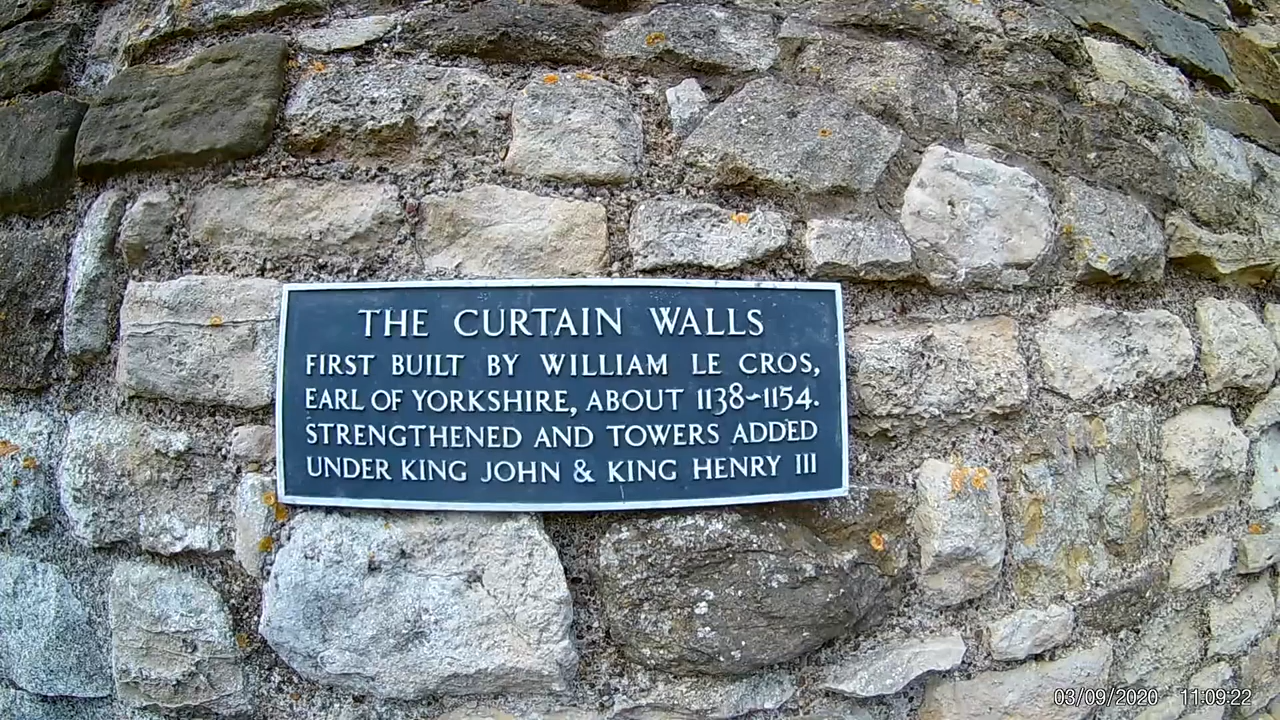 THE CURTAIN WALLS
FIRST BUILT BY WILLIAM LE CROS,
EARL OF YORKSHIRE, ABOUT 1138~1154.
STRENGTHENED AND TOWERS ADDED
UNDER KING JOHN & KING HENRY III
03/09/2020 11:09:22